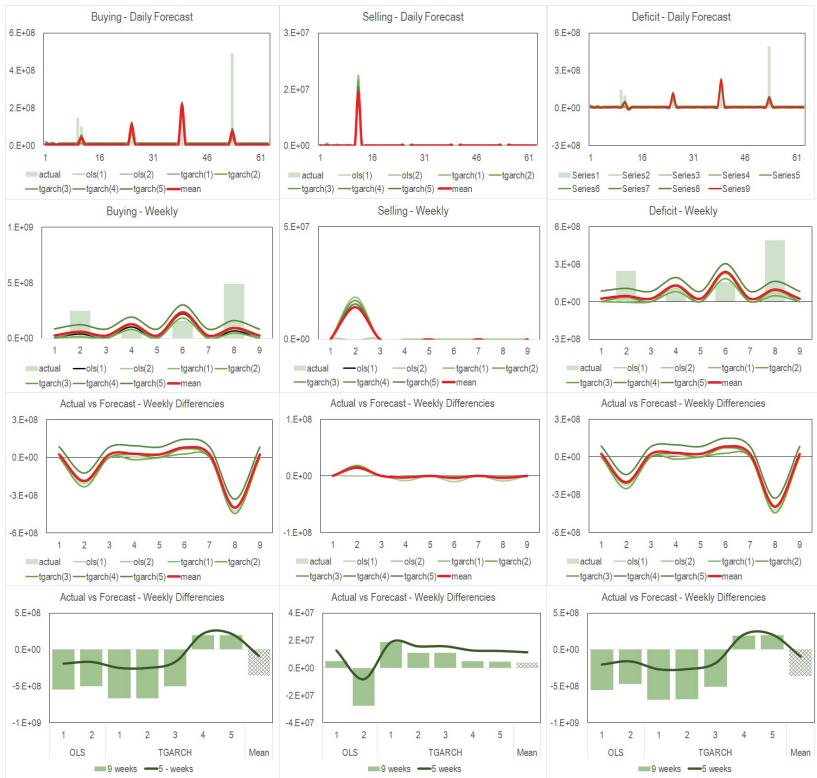 Buying - Daily Forecast
6.E+08
4.E+08
2.E+08
0.E+00
1 16 31 46 61
actual ols(1) ols(2) tgarch(1) tgarch(2)
tgarch(3) tgarch(4) tgarch(5) mean
Selling - Daily Forecast
3.E+07
2.E+07
0.E+00
1 16 31 46 61
actual ols(1) ols(2) tgarch(1) tgarch(2)
tgarch(3) tgarch(4) tgarch(5) mean
Deficit - Daily Forecast
6.E+08
3.E+08
0.E+00
-3.E+08
1 16 31 46 61
Series1 Series2 Series3 Series4 Series5
Series6 Series7 Series8 Series9
Buying - Weekly
1.E+09
5.E+08
0.E+00
1 2 3 4 5 6 7 8 9
actual ols(1) ols(2) tgarch(1) tgarch(2)
tgarch(3) tgarch(4) tgarch(5) mean
Selling - Weekly
5.E+07
0.E+00
1 2 3 4 5 6 7 8 9
actual ols(1) ols(2) tgarch(1) tgarch(2)
tgarch(3) tgarch(4) tgarch(5) mean
Deficit - Weekly
6.E+08
3.E+08
0.E+00
-3.E+08
1 2 3 4 5 6 7 8 9
actual ols(1) ols(2) tgarch(1) tgarch(2)
tgarch(3) tgarch(4) tgarch(5) mean
Actual vs Forecast - Weekly Differencies
3.E+08
0.E+00
-3.E+08
-6.E+08
1 2 3 4 5 6 7 8 9
actual ols(1) ols(2) tgarch(1) tgarch(2)
tgarch(3) tgarch(4) tgarch(5) mean
Actual vs Forecast - Weekly Differencies
1.E+08
0.E+00
-1.E+08
1 2 3 4 5 6 7 8 9
actual ols(1) ols(2) tgarch(1) tgarch(2)
tgarch(3) tgarch(4) tgarch(5) mean
Actual vs Forecast - Weekly Differencies
3.E+08
0.E+00
-3.E+08
-6.E+08
1 2 3 4 5 6 7 8 9
actual ols(1) ols(2) tgarch(1) tgarch(2)
tgarch(3) tgarch(4) tgarch(5) mean
Actual vs Forecast - Weekly Differencies
5.E+08
0.E+00
-5.E+08
-1.E+09
1 2 1 2 3 4 5
OLS TGARCH Mean
9 weeks 5 - weeks
Actual vs Forecast - Weekly Differencies
4.E+07
2.E+07
0.E+00
-2.E+07
-4.E+07
1 2 1 2 3 4 5
OLS TGARCH Mean
9 weeks 5 weeks
Actual vs Forecast - Weekly Differencies
5.E+08
0.E+00
-5.E+08
-1.E+09
1 2 1 2 3 4 5
OLS TGARCH Mean
9 weeks 5 weeks